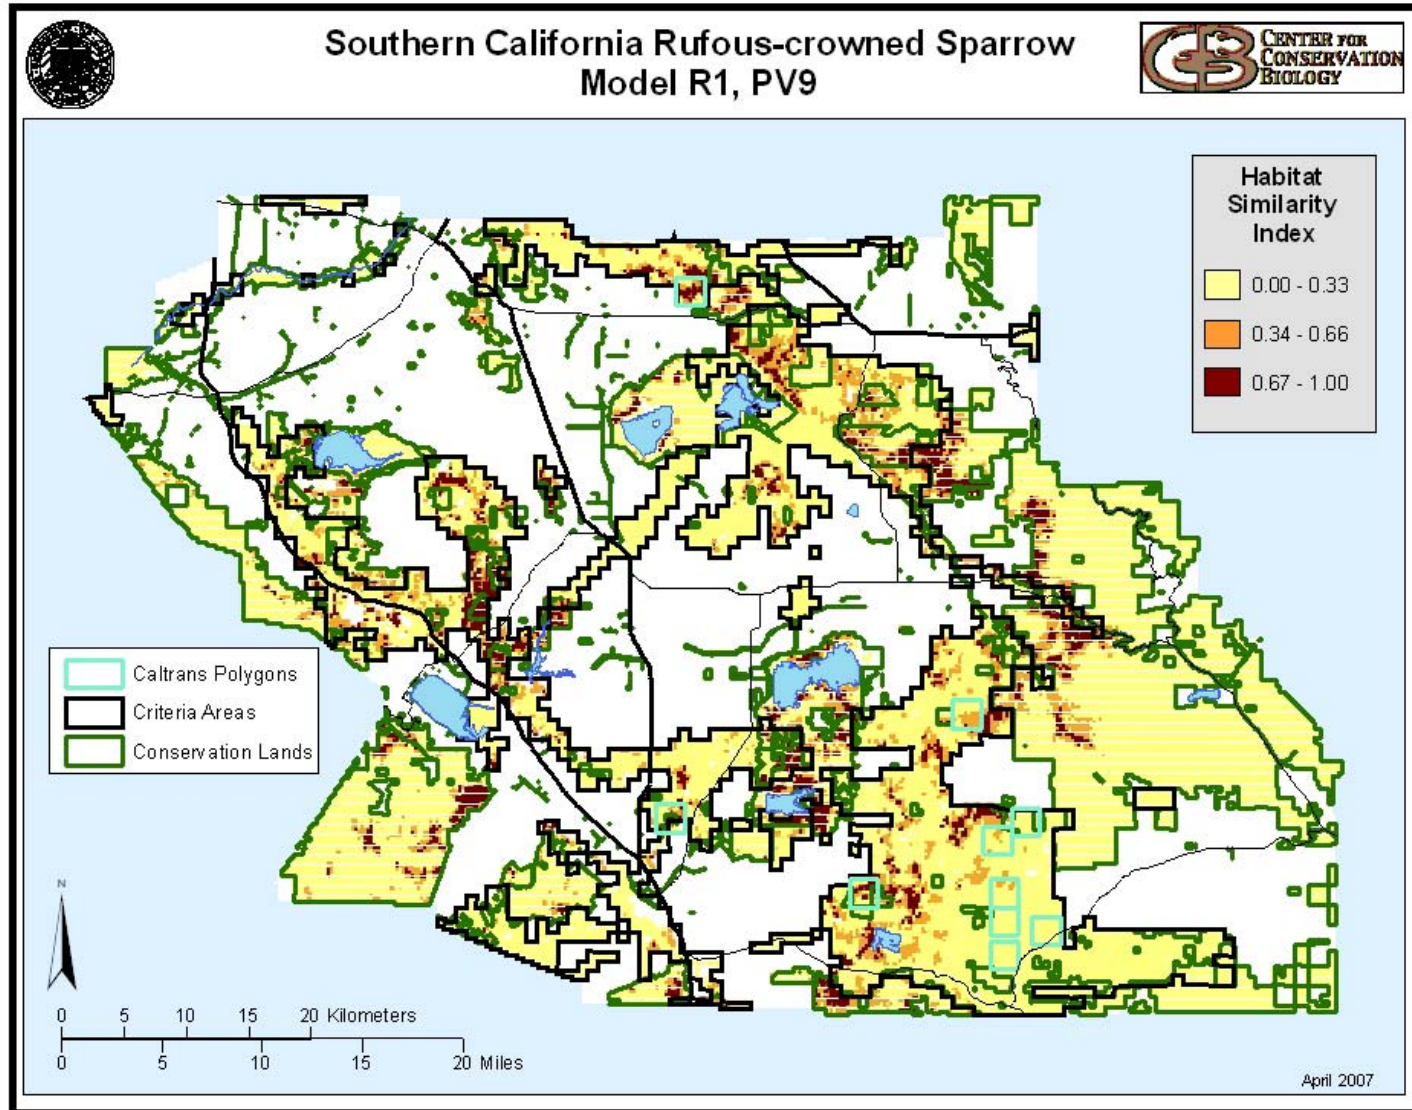 Southern California Rufous-crowned Sparrow
Model R1, PV9
CENTER FOR
CONSERVATION
BIOLOGY
Habitat
Similarity
Index
0.00 - 0.33
0.34 - 0.66
0.67 - 1.00
Caltrans Polygons
Criteria Areas
Conservation Lands
N
0 5 10 15 20 Kilometers
0 5 10 15 20 Miles
April 2007